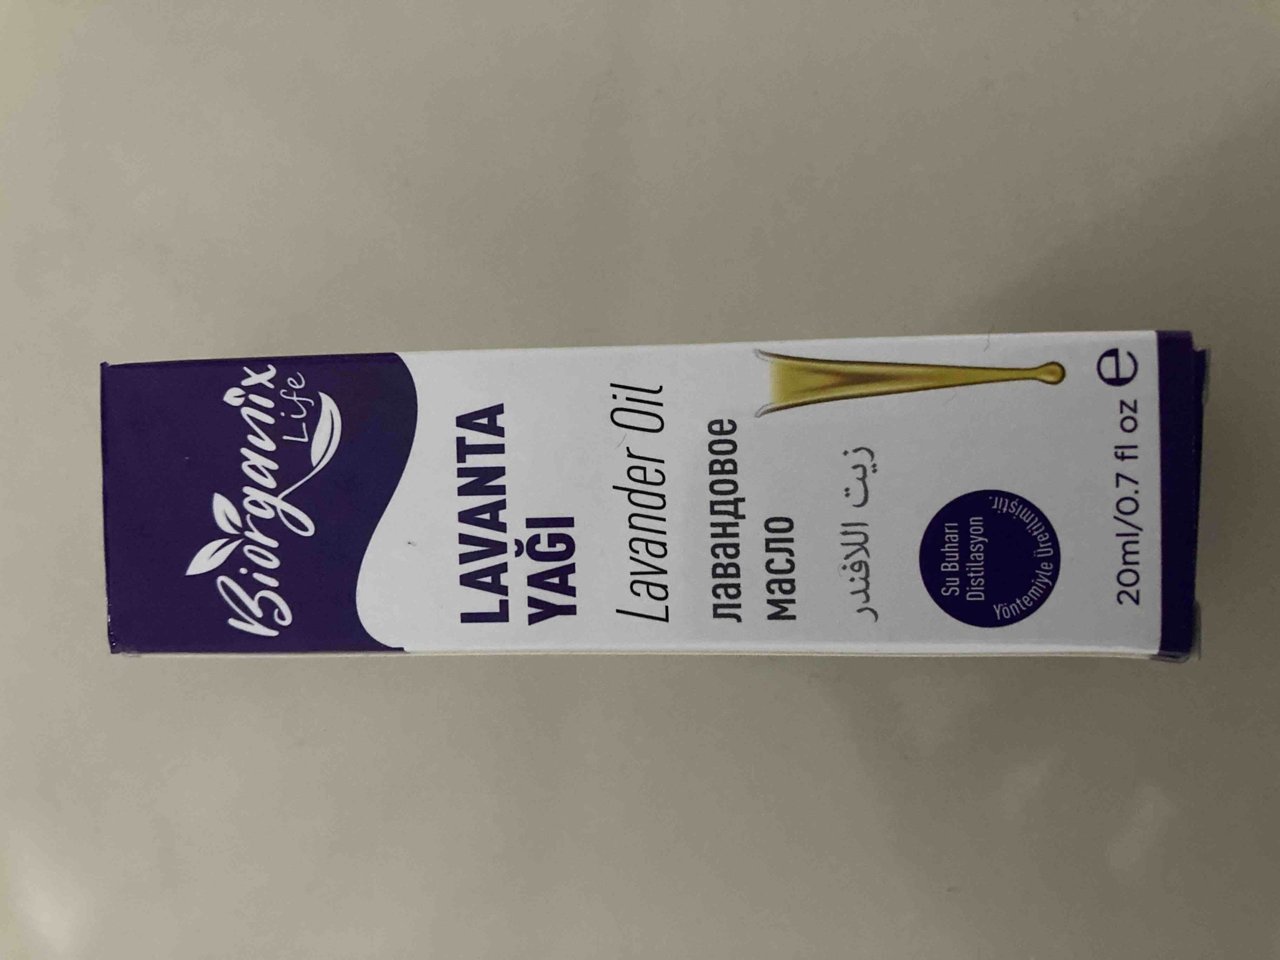 Biorganix
Life
LAVANTA
YAĞI
Lavander Oil
лавандовое
масло
زيت اللافندر
Su Buharı
Distilasyon
Yöntemiyle Üretilmiştir.
20ml/0.7 fl oz ℮